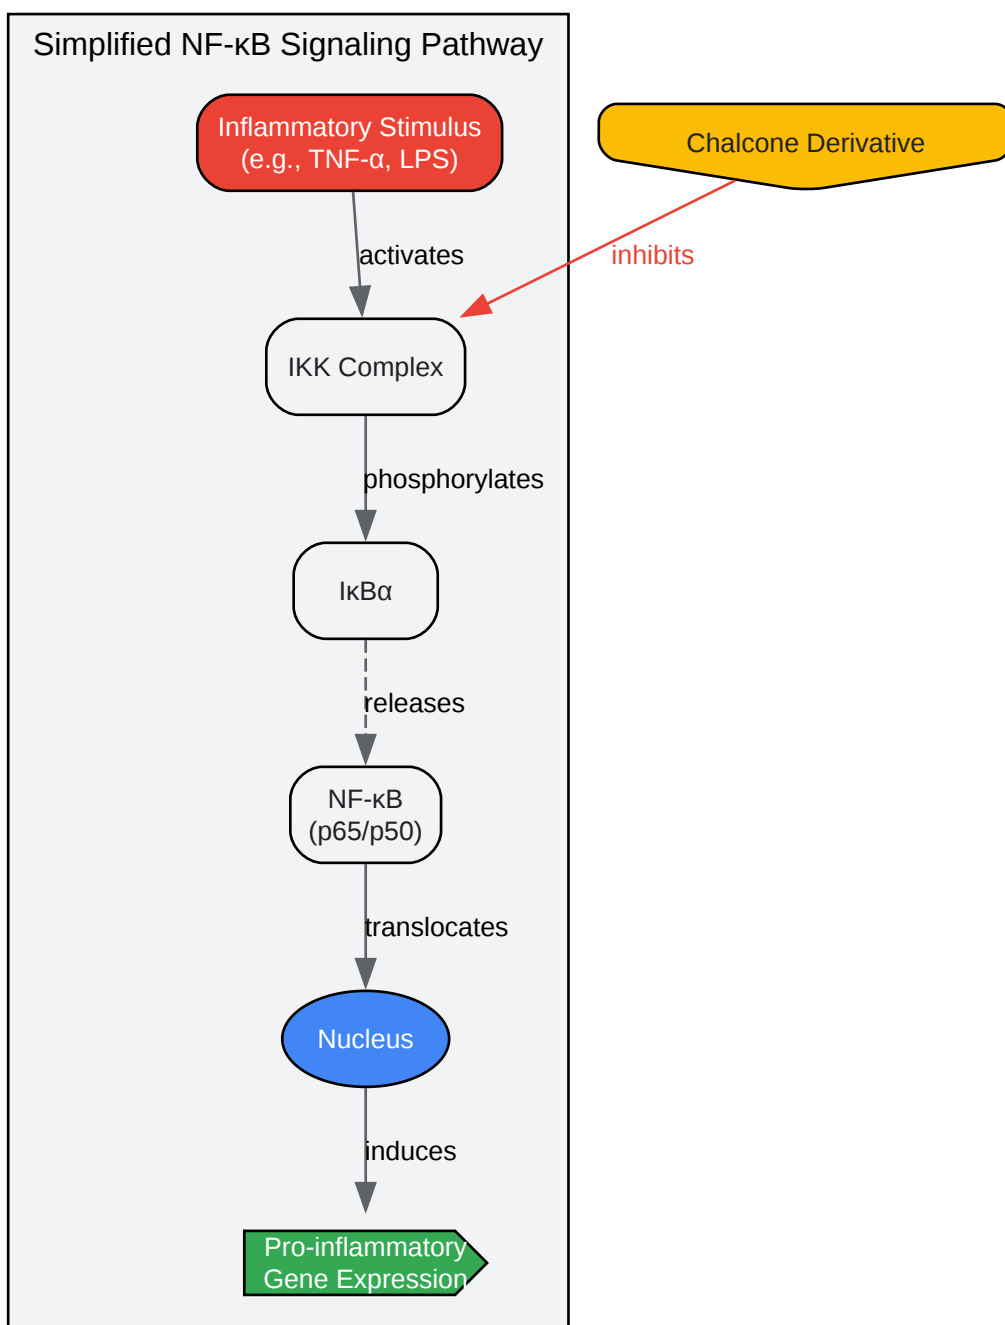 Simplified NF-κB Signaling Pathway
Inflammatory Stimulus
(e.g., TNF-α, LPS)
Chalcone Derivative
activates
inhibits
IKK Complex
phosphorylates
IκBα
releases
NF-κB
(p65/p50)
translocates
Nucleus
induces
Pro-inflammatory
Gene Expression